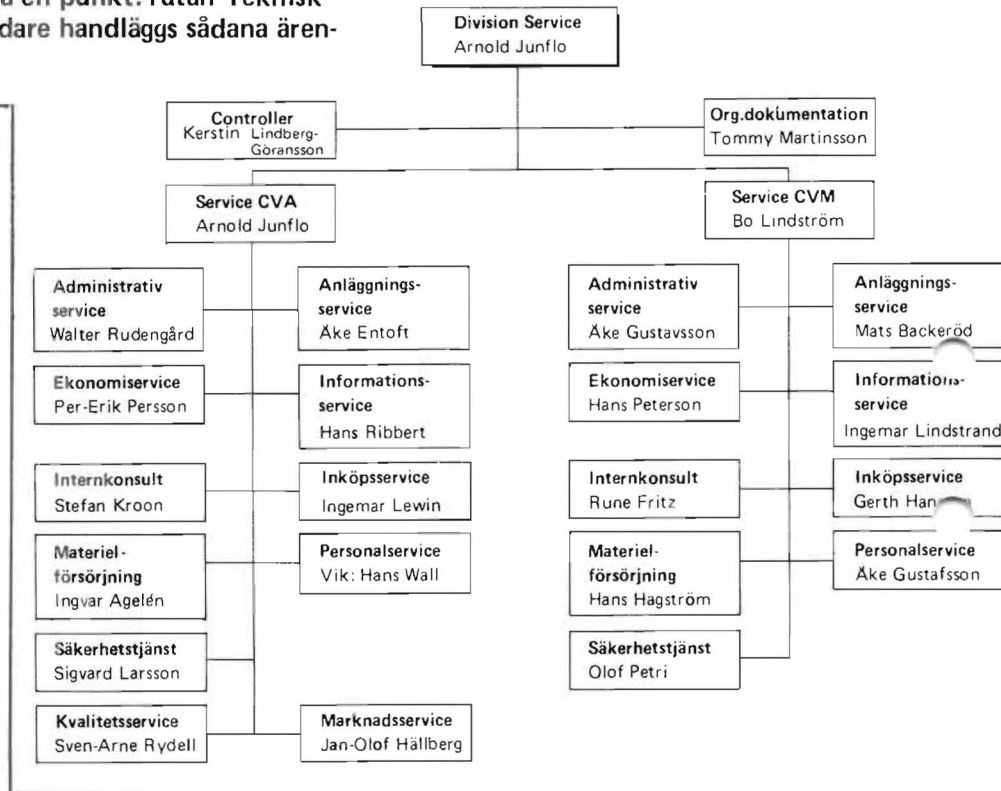 en punkt. Fatun Teknisk
dare handläggs sådana ären-
Division Service
Arnold Junflo
Controller
Kerstin Lindberg-
Göransson
Org.dokumentation
Tommy Martinsson
Service CVA
Arnold Junflo
Service CVM
Bo Lindström
Administrativ
service
Walter Rudengård
Anläggnings-
service
Åke Entoft
Ekonomiservice
Per-Erik Persson
Informations-
service
Hans Ribbert
Internkonsult
Stefan Kroon
Inköpsservice
Ingemar Lewin
Materiel-
försörjning
Ingvar Agelén
Personalservice
Vik: Hans Wall
Säkerhetstjänst
Sigvard Larsson
Kvalitetsservice
Sven-Arne Rydell
Marknadsservice
Jan-Olof Hällberg
Administrativ
service
Åke Gustavsson
Anläggnings-
service
Mats Backeröd
Ekonomiservice
Hans Peterson
Informations-
service
Ingemar Lindstrand
Internkonsult
Rune Fritz
Inköpsservice
Gerth
Materiel-
försörjning
Hans Hagström
Personalservice
Åke Gustafsson
Säkerhetstjänst
Olof Petri